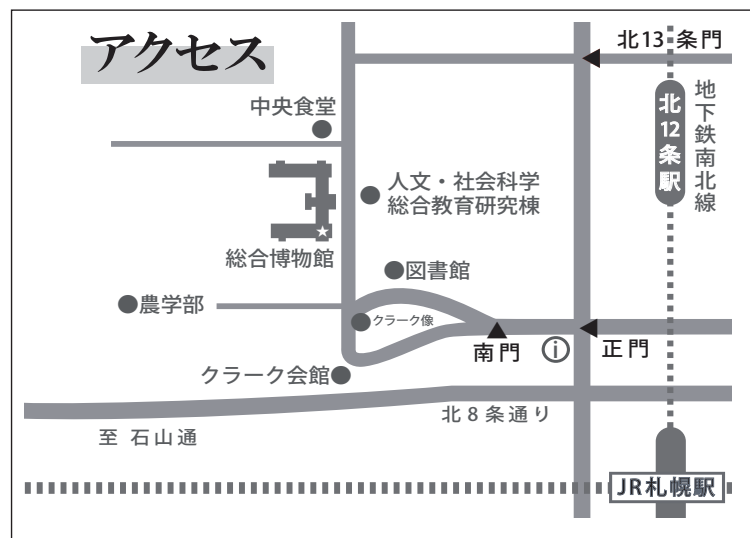 アクセス
北13条門
地下鉄南北線
北12条駅
中央食堂
人文・社会科学
総合教育研究棟
総合博物館
図書館
農学部
クラーク像
南門
i
正門
クラーク会館
北8条通り
至 石山通
JR札幌駅